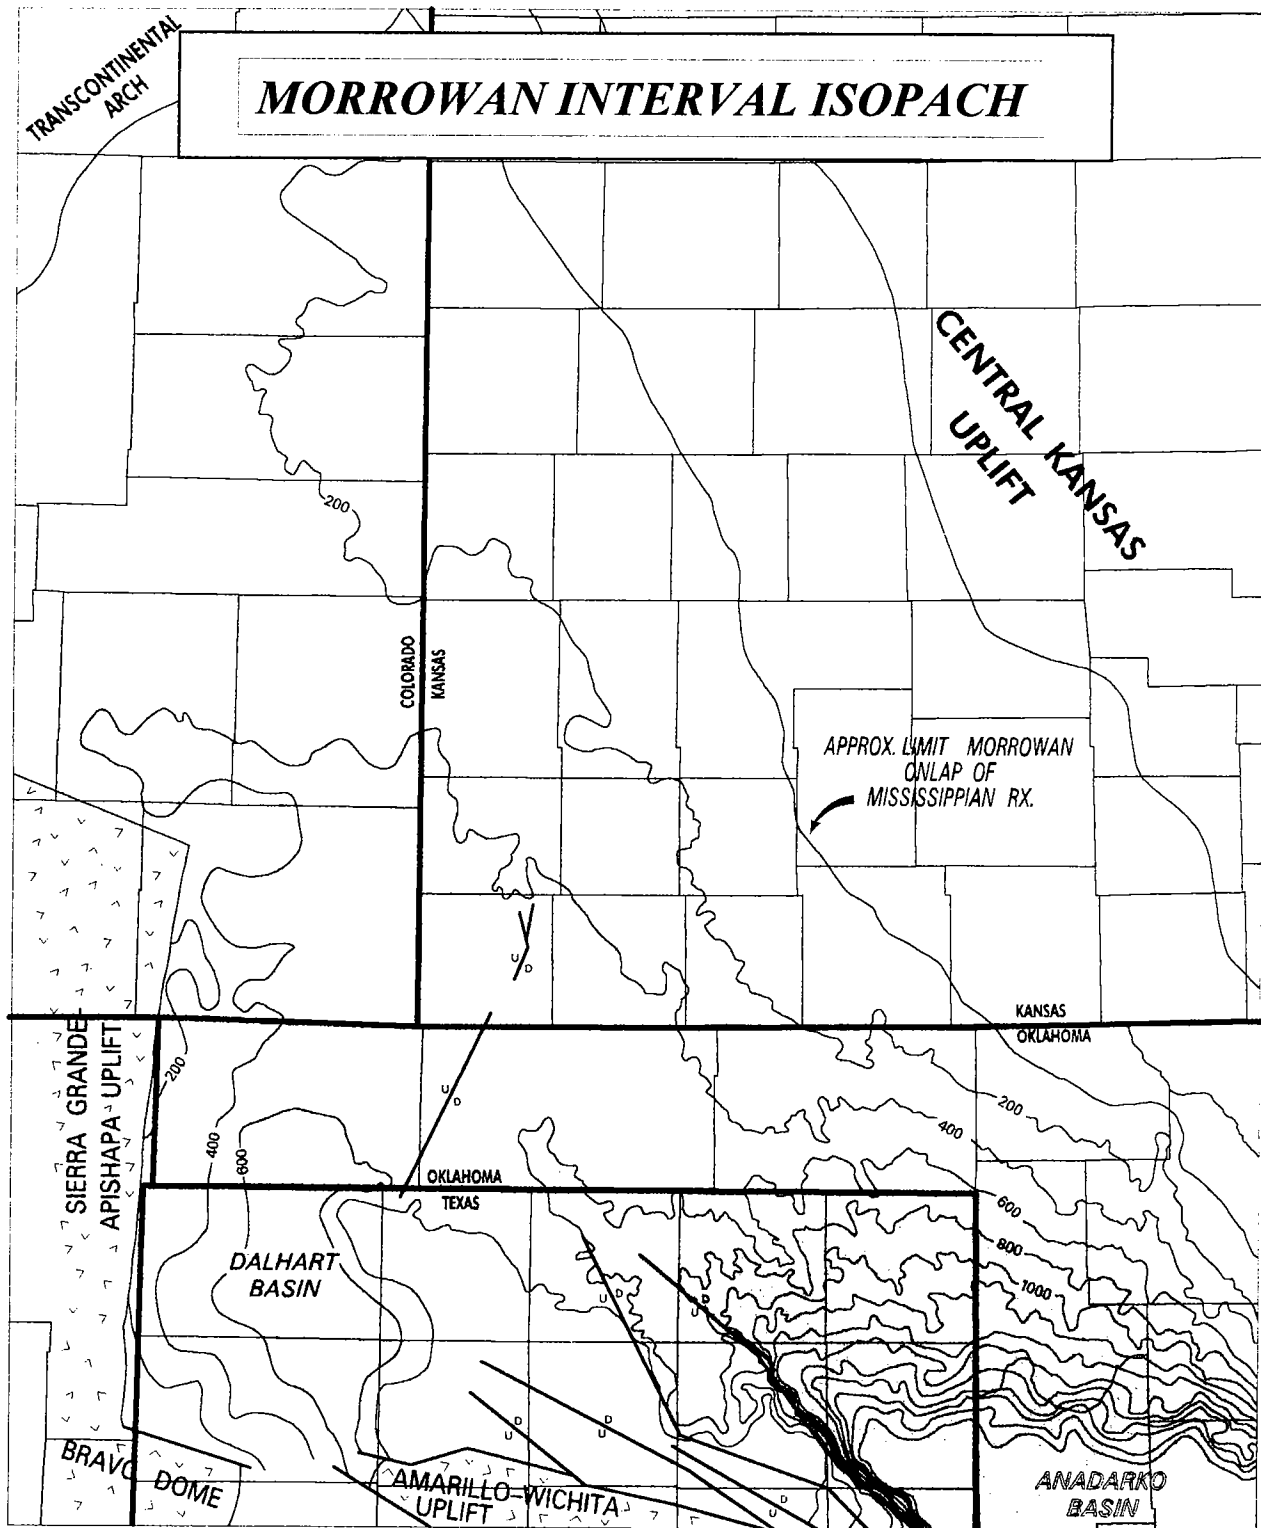 TRANSCONTINENTAL
ARCH
MORROWAN INTERVAL ISOPACH
CENTRAL KANSAS
UPLIFT
200
COLORADO
KANSAS
APPROX. LIMIT MORROWAN
ONLAP OF
MISSISSIPPIAN RX.
U
D
KANSAS
OKLAHOMA
SIERRA GRANDE-
APISHAPA UPLIFT
200
400
600
U
D
200
400
600
800
1000
OKLAHOMA
TEXAS
DALHART
BASIN
D
U
D
U
D
U
D
U
D
U
BRAVO DOME
AMARILLO-WICHITA
UPLIFT
ANADARKO
BASIN